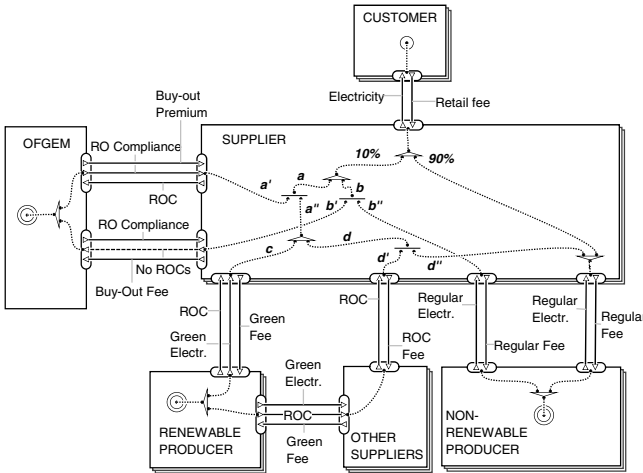 CUSTOMER
Electricity
Retail fee
Buy-out
Premium
OFGEM
RO Compliance
SUPPLIER
10%
90%
a
a'
b
ROC
a"
b'
b"
RO Compliance
c
d
No ROCs
d'
d"
Buy-Out Fee
ROC
Green
Fee
Green
Electr.
ROC
ROC
Fee
Regular
Electr.
Regular Fee
Regular
Electr.
Regular
Fee
Green
Electr.
ROC
Green
Fee
RENEWABLE
PRODUCER
OTHER
SUPPLIERS
NON-
RENEWABLE
PRODUCER